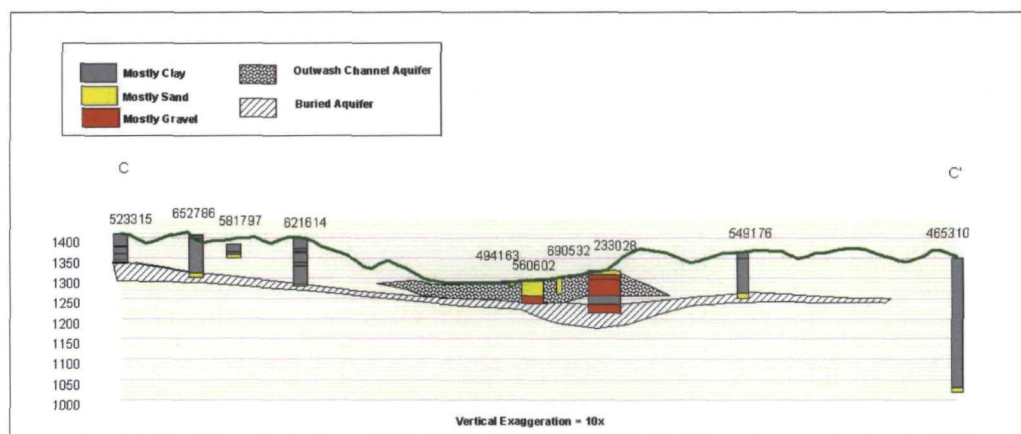 Mostly Clay
Mostly Sand
Mostly Gravel
Outwash Channel Aquifer
Buried Aquifer
C
C'
523315
652786
581797
621614
494163
560602
690532
233028
549176
465310
1400
1350
1300
1250
1200
1150
1100
1050
1000
Vertical Exaggeration = 10x